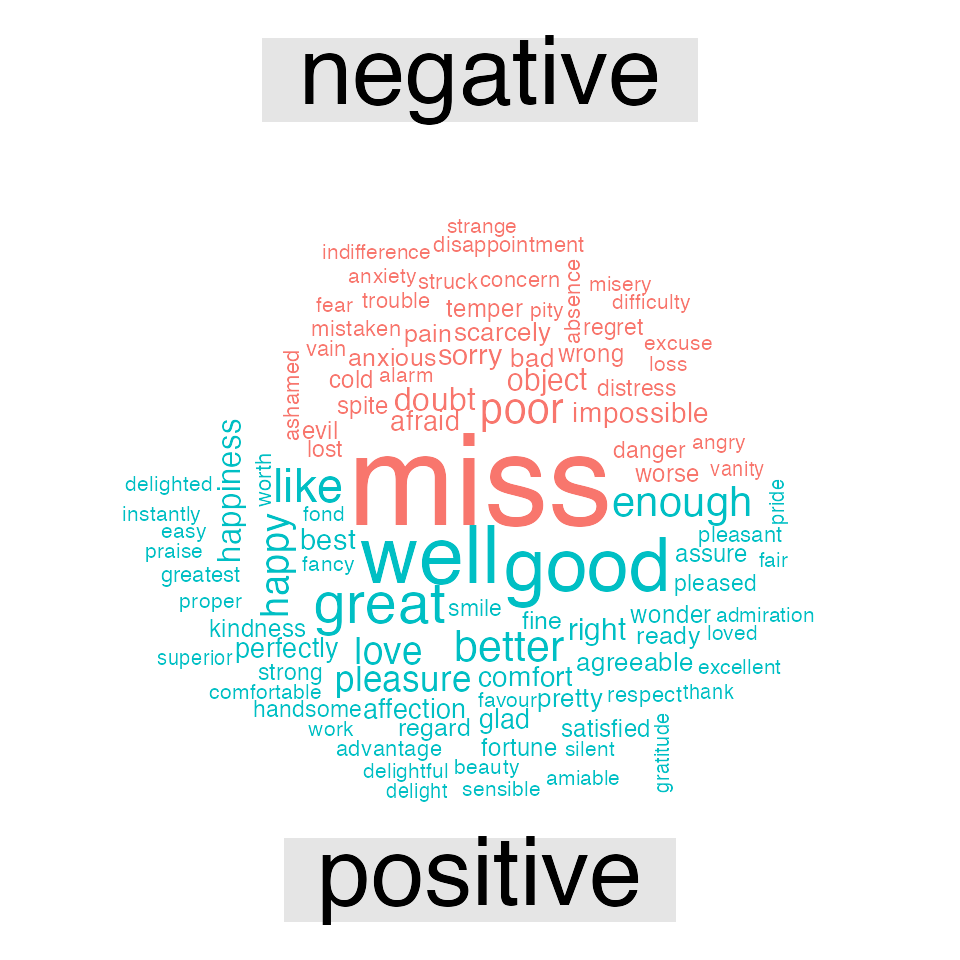 negative
strange
indifference disappointment
anxiety struck concern absence misery
fear trouble temper pity difficulty
mistaken pain scarcely regret
vain anxious sorry bad wrong excuse
ashamed cold alarm object distress loss
spite doubt poor impossible
evil afraid
lost miss danger angry
worse vanity
delighted happiness worth like enough pride
instantly fond
easy best well good pleasant
praise happy fancy assure fair
greatest great pleased
proper smile fine wonder admiration
kindness right ready loved
superior perfectly love better agreeable excellent
strong pleasure comfort
comfortable favour pretty respect thank
handsome affection glad
work regard satisfied gratitude
advantage fortune silent
delightful beauty amiable
delight sensible
positive